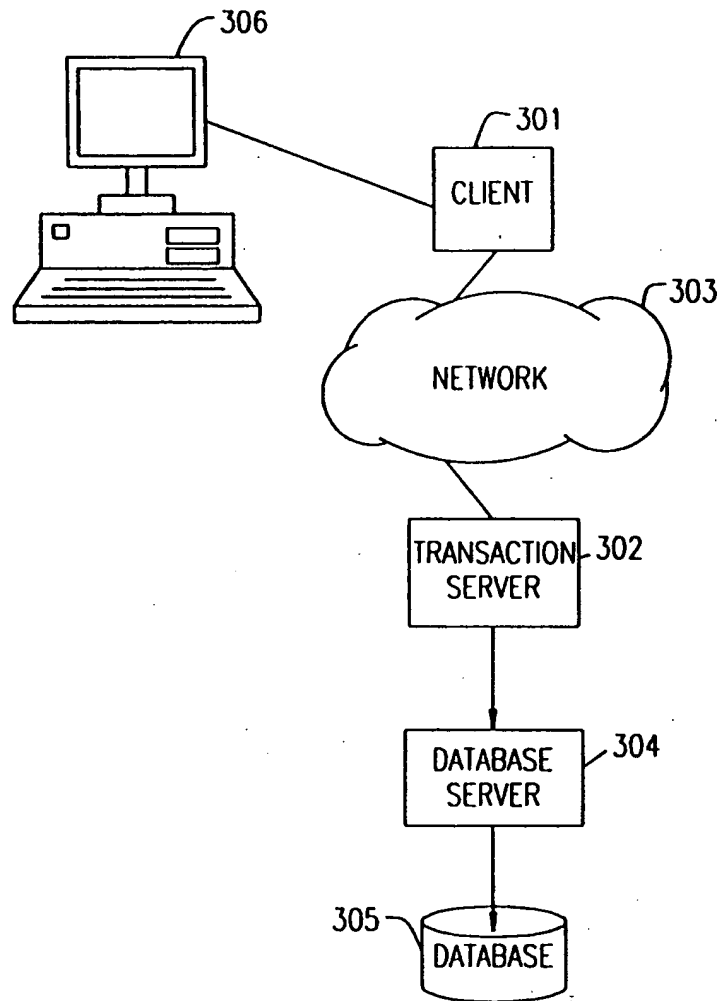 306
301
CLIENT
303
NETWORK
TRANSACTION
SERVER
302
DATABASE
SERVER
304
305
DATABASE